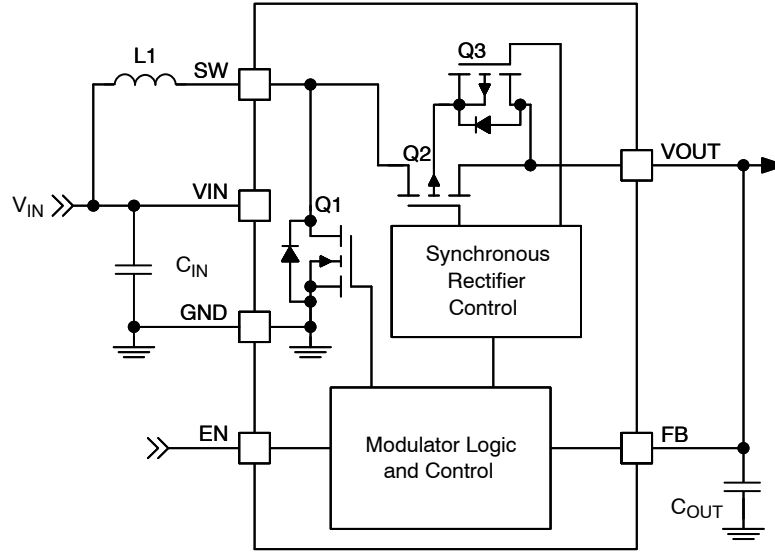 L1
SW
Q3
Q2
VOUT
V_IN
VIN
Q1
C_IN
Synchronous
Rectifier
Control
GND
EN
Modulator Logic
and Control
FB
C_OUT